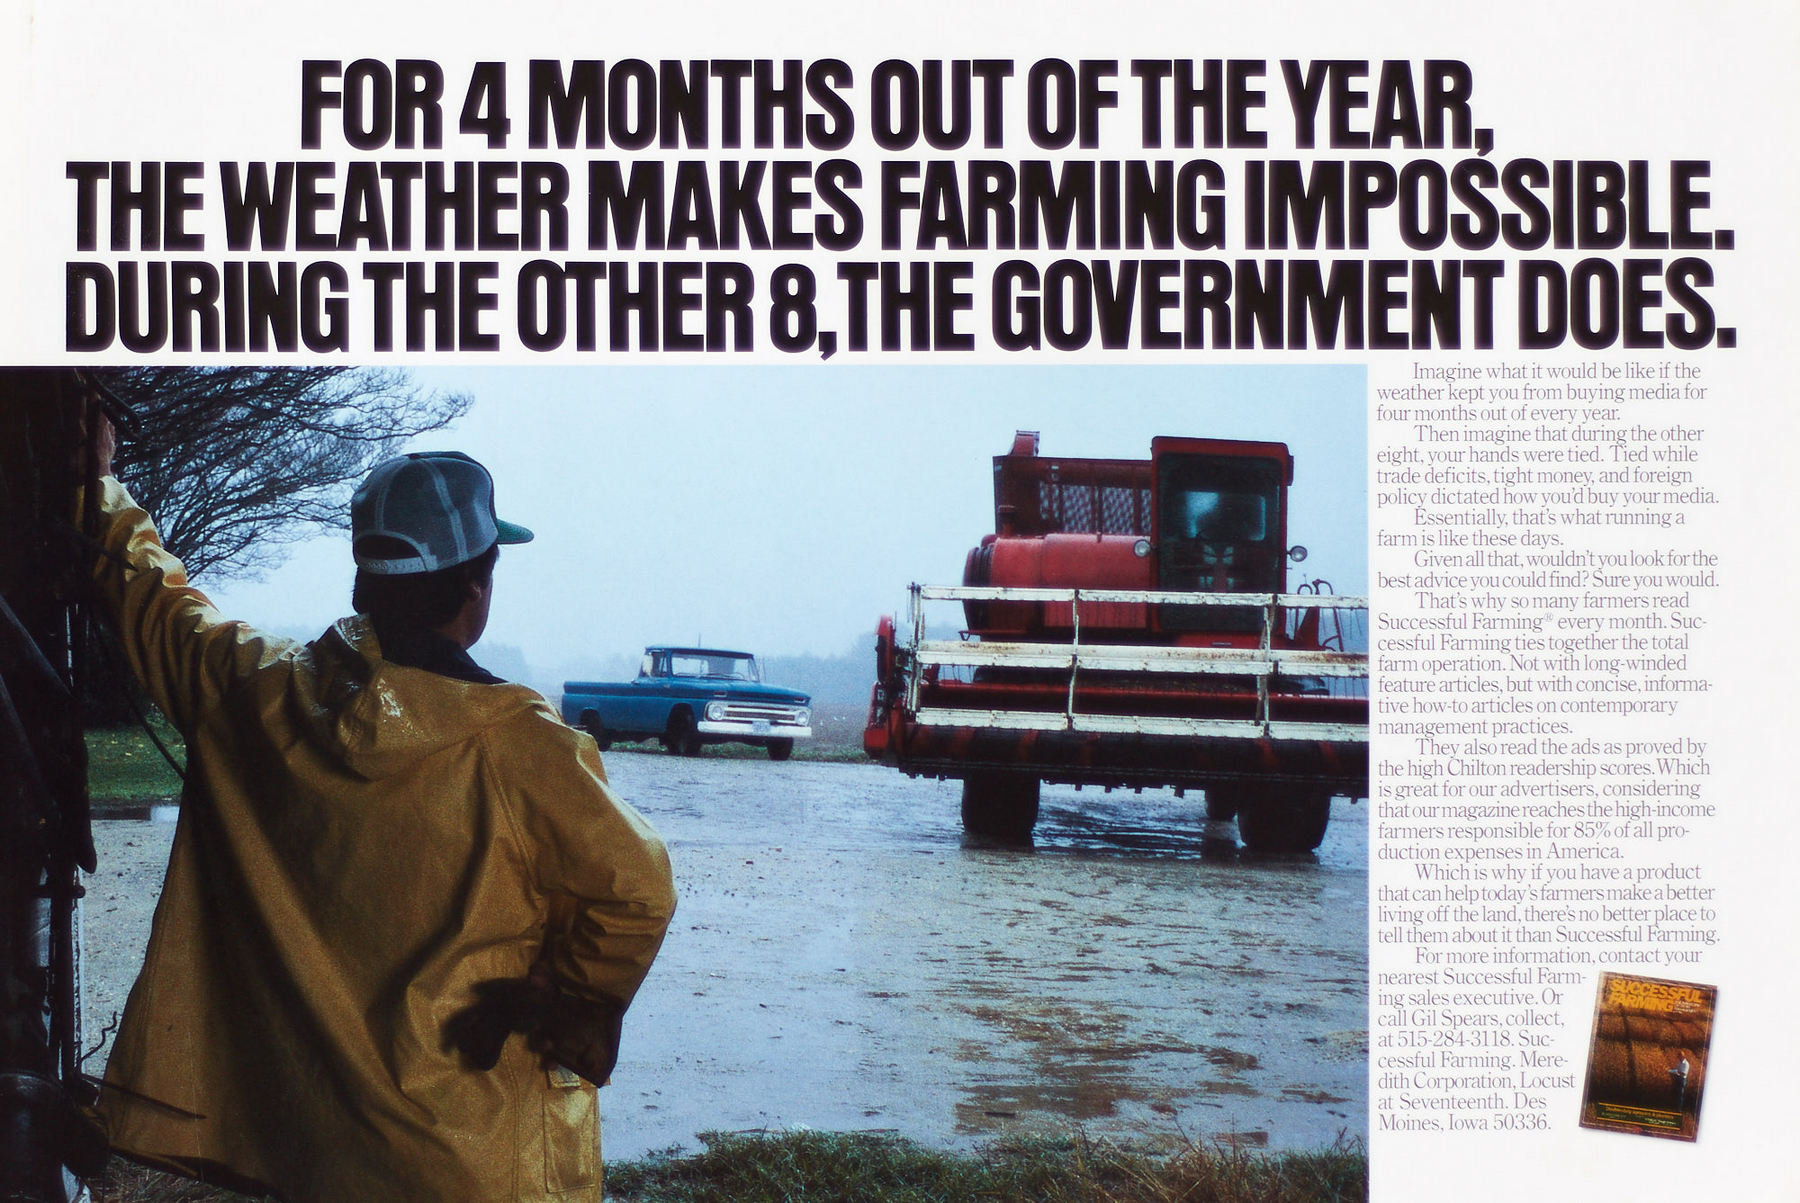 FOR 4 MONTHS OUT OF THE YEAR,
THE WEATHER MAKES FARMING IMPOSSIBLE.
DURING THE OTHER 8, THE GOVERNMENT DOES.
Imagine what it would be like if the
weather kept you from buying media for
four months out of every year.
Then imagine that during the other
eight, your hands were tied. Tied while
trade deficits, tight money, and foreign
policy dictated how you'd buy your media.
Essentially, that's what running a
farm is like these days.
Given all that, wouldn't you look for the
best advice you could find? Sure you would.
That's why so many farmers read
Successful Farming® every month. Suc-
cessful Farming ties together the total
farm operation. Not with long-winded
feature articles, but with concise, informa-
tive how-to articles on contemporary
management practices.
They also read the ads as proved by
the high Chilton readership scores. Which
is great for our advertisers, considering
that our magazine reaches the high-income
farmers responsible for 85% of all pro-
duction expenses in America.
Which is why if you have a product
that can help today's farmers make a better
living off the land, there's no better place to
tell them about it than Successful Farming.
For more information, contact your
nearest Successful Farm-
ing sales executive. Or
call Gil Spears, collect,
at 515-284-3118. Suc-
cessful Farming. Mere-
dith Corporation, Locust
at Seventeenth. Des
Moines, Iowa 50336.
SUCCESSFUL
FARMING